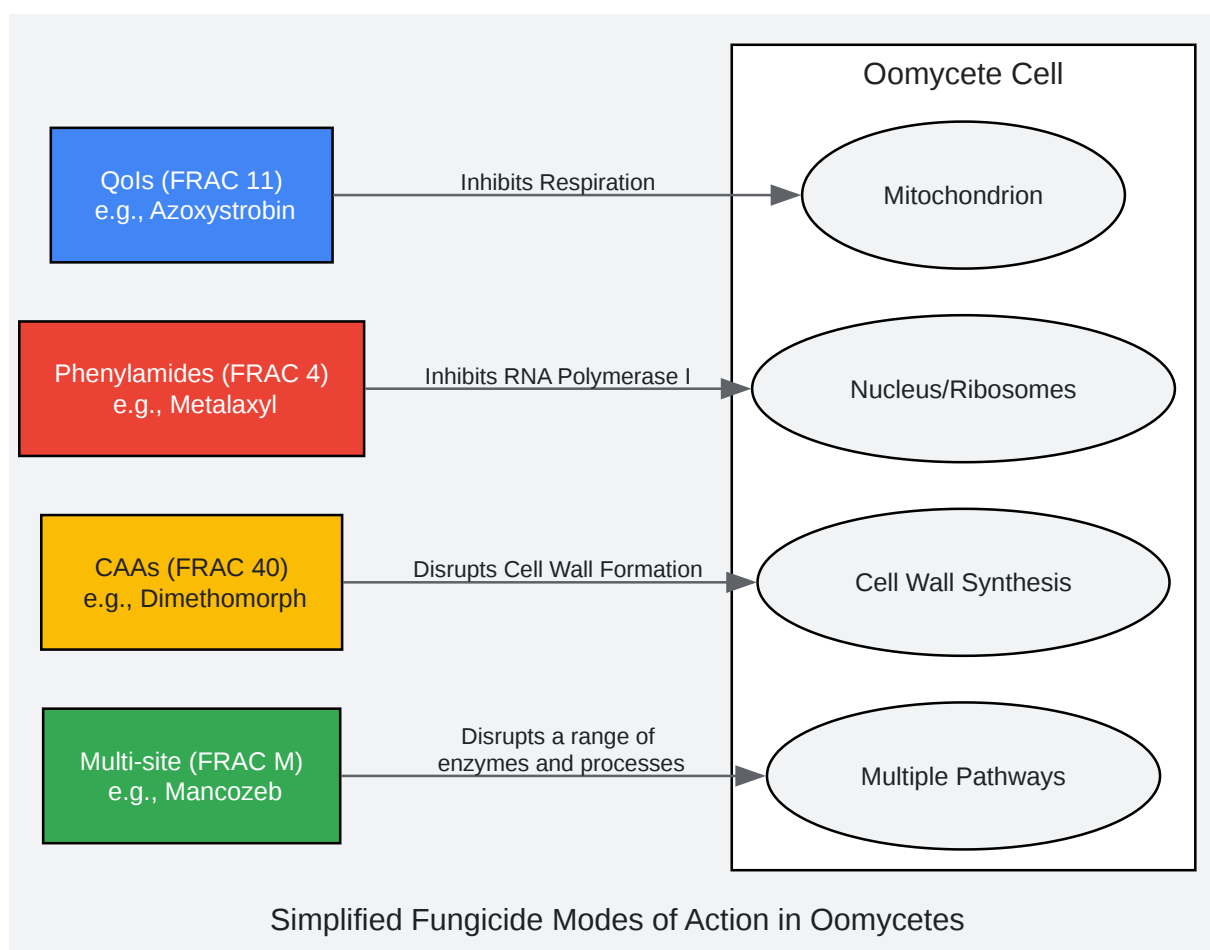 Oomycete Cell
QoIs (FRAC 11)
e.g., Azoxystrobin
Inhibits Respiration
Mitochondrion
Phenylamides (FRAC 4)
e.g., Metalaxyl
Inhibits RNA Polymerase I
Nucleus/Ribosomes
CAAs (FRAC 40)
e.g., Dimethomorph
Disrupts Cell Wall Formation
Cell Wall Synthesis
Multi-site (FRAC M)
e.g., Mancozeb
Disrupts a range of
enzymes and processes
Multiple Pathways
Simplified Fungicide Modes of Action in Oomycetes